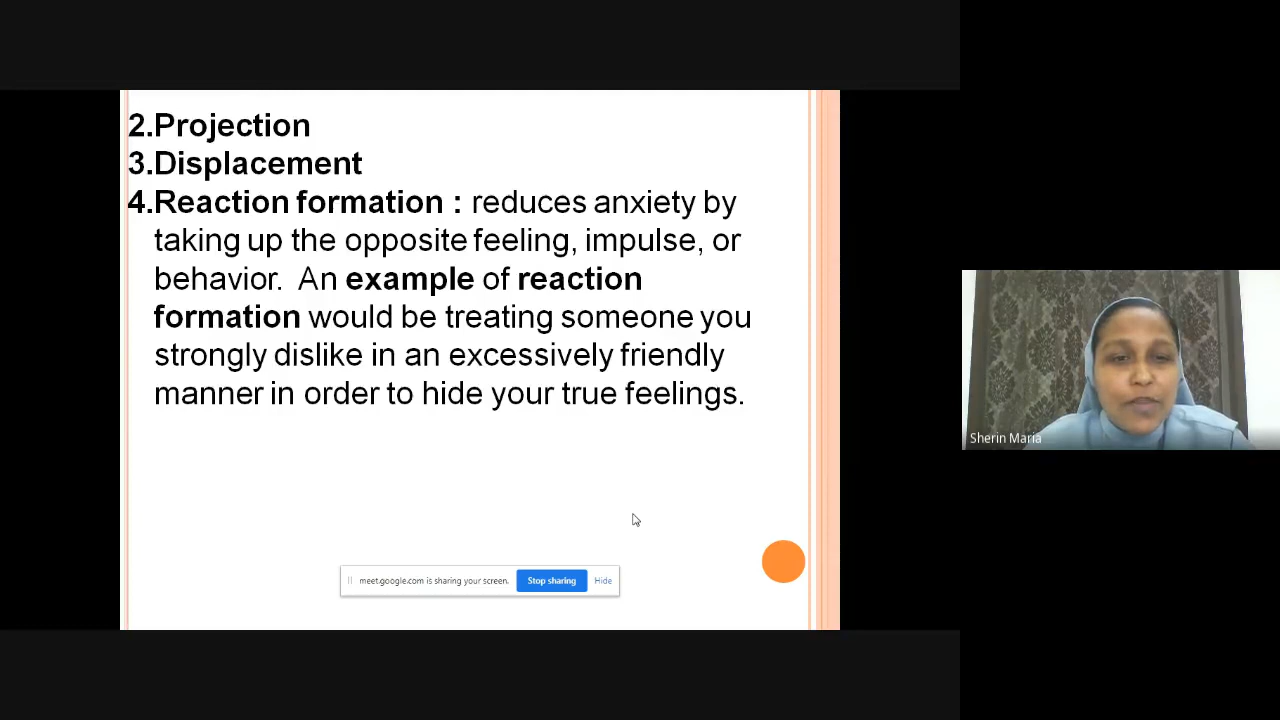 2.Projection
3.Displacement
4.Reaction formation : reduces anxiety by
taking up the opposite feeling, impulse, or
behavior.  An example of reaction
formation would be treating someone you
strongly dislike in an excessively friendly
manner in order to hide your true feelings.
Sherin Maria
meet.google.com is sharing your screen. Stop sharing Hide